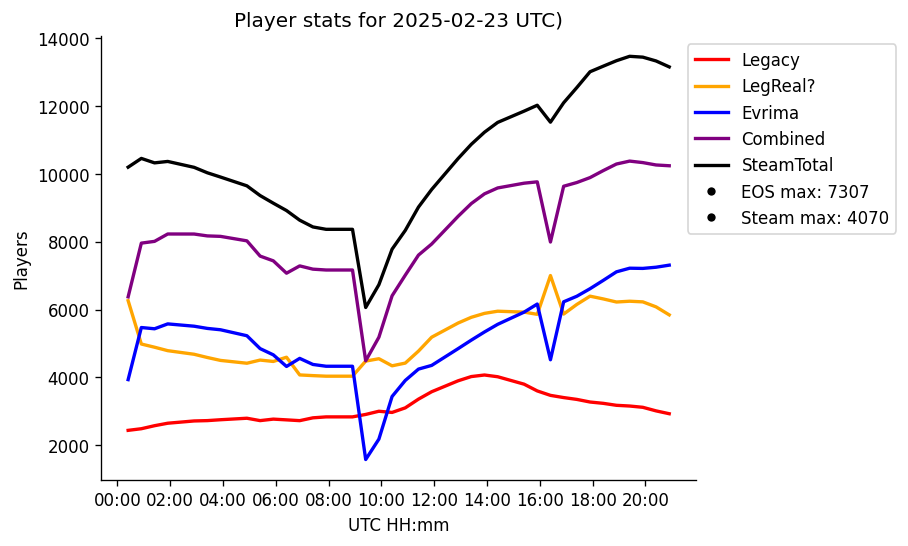 Player stats for 2025-02-23 UTC)
14000
12000
10000
8000
6000
4000
2000
Players
00:00 02:00 04:00 06:00 08:00 10:00 12:00 14:00 16:00 18:00 20:00
UTC HH:mm
Legacy
LegReal?
Evrima
Combined
SteamTotal
EOS max: 7307
Steam max: 4070